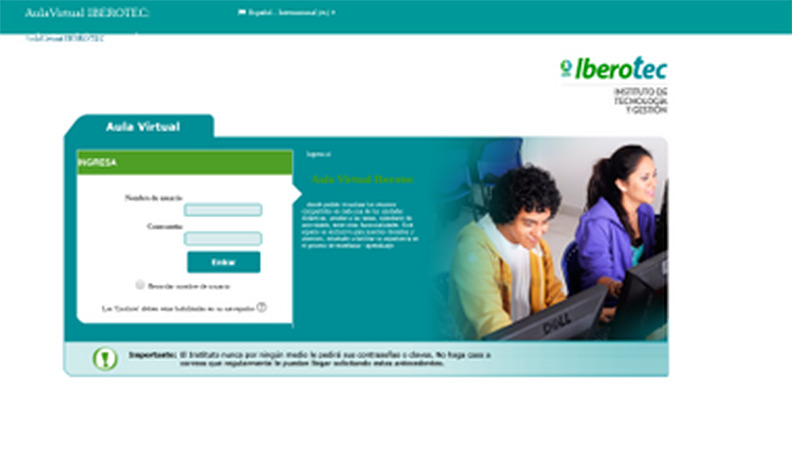 AulaVirtual IBEROTEC:
Español - Internacional (es)
AulaVirtual IBEROTEC
Iberotec
INSTITUTO DE
TECNOLOGÍA
Y GESTIÓN
Aula Virtual
INGRESA
Ingresa al
Aula Virtual Iberotec
Nombre de usuario
Contraseña
Entrar
Recordar nombre de usuario
Las 'Cookies' deben estar habilitadas en su navegador
DELL
Importante: El Instituto nunca por ningún medio le pedirá sus contraseñas o claves. No haga caso a
correos que regularmente le puedan llegar solicitando estos antecedentes.